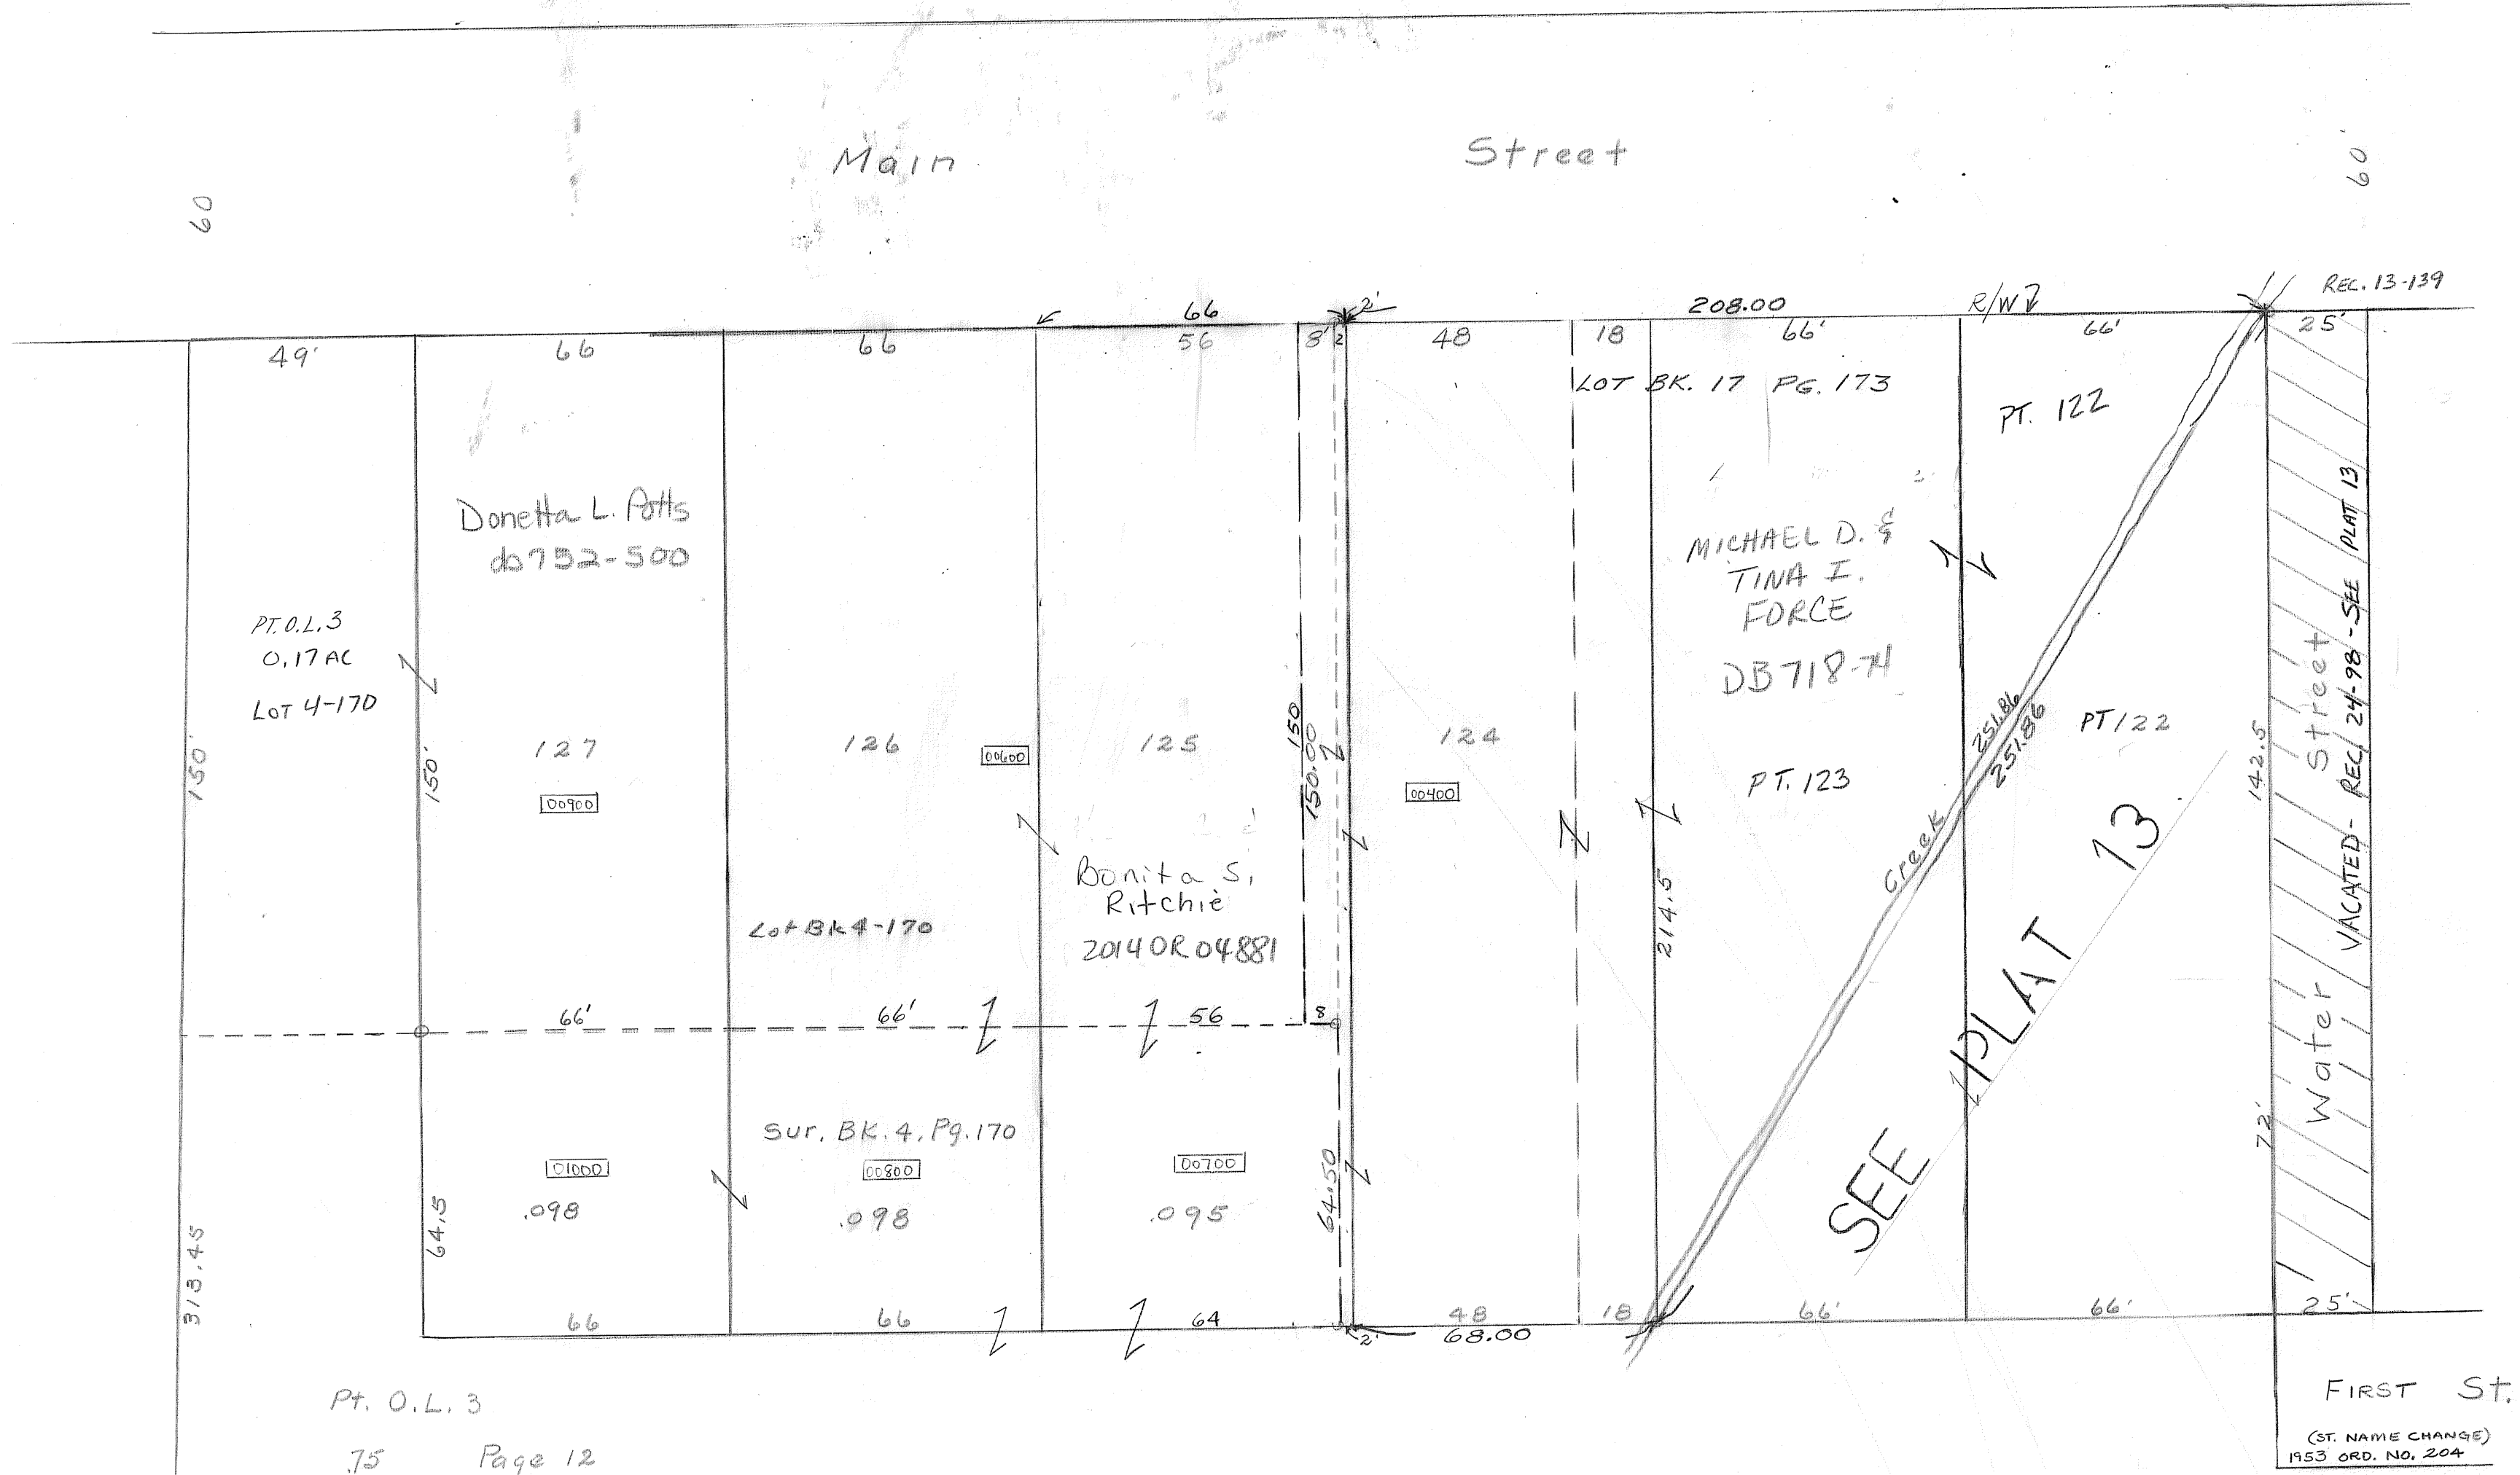 Main Street
60
60'
REC. 13-139
66
2'
208.00
R/W
49'
66
66
56
8'
2
48
18
66'
66'
25'
LOT BK. 17 PG. 173
PT. 122
Donetta L. Potts
db752-500
MICHAEL D. &
TINA I.
FORCE
DB718-74
PT. O.L. 3
0.17 AC
LOT 4-170
150'
150'
127
00900
126
00600
125
150
150.00
124
00400
PT. 123
251.86
251.86
PT 122
142.5
Water Street
VACATED- REC. 24-98 - SEE PLAT 13
Creek
214.5
SEE PLAT 13
Bonita S.
Ritchie
2014OR04881
Lot Bk 4-170
66'
66'
56
8
Sur. BK. 4, Pg. 170
01000
.098
00800
.098
00700
.095
64.5
64.50
72'
313.45
66
66
64
2'
48
68.00
18
66'
66'
25'
Pt. O.L. 3
.75 Page 12
FIRST St.
(ST. NAME CHANGE)
1953 ORD. NO. 204